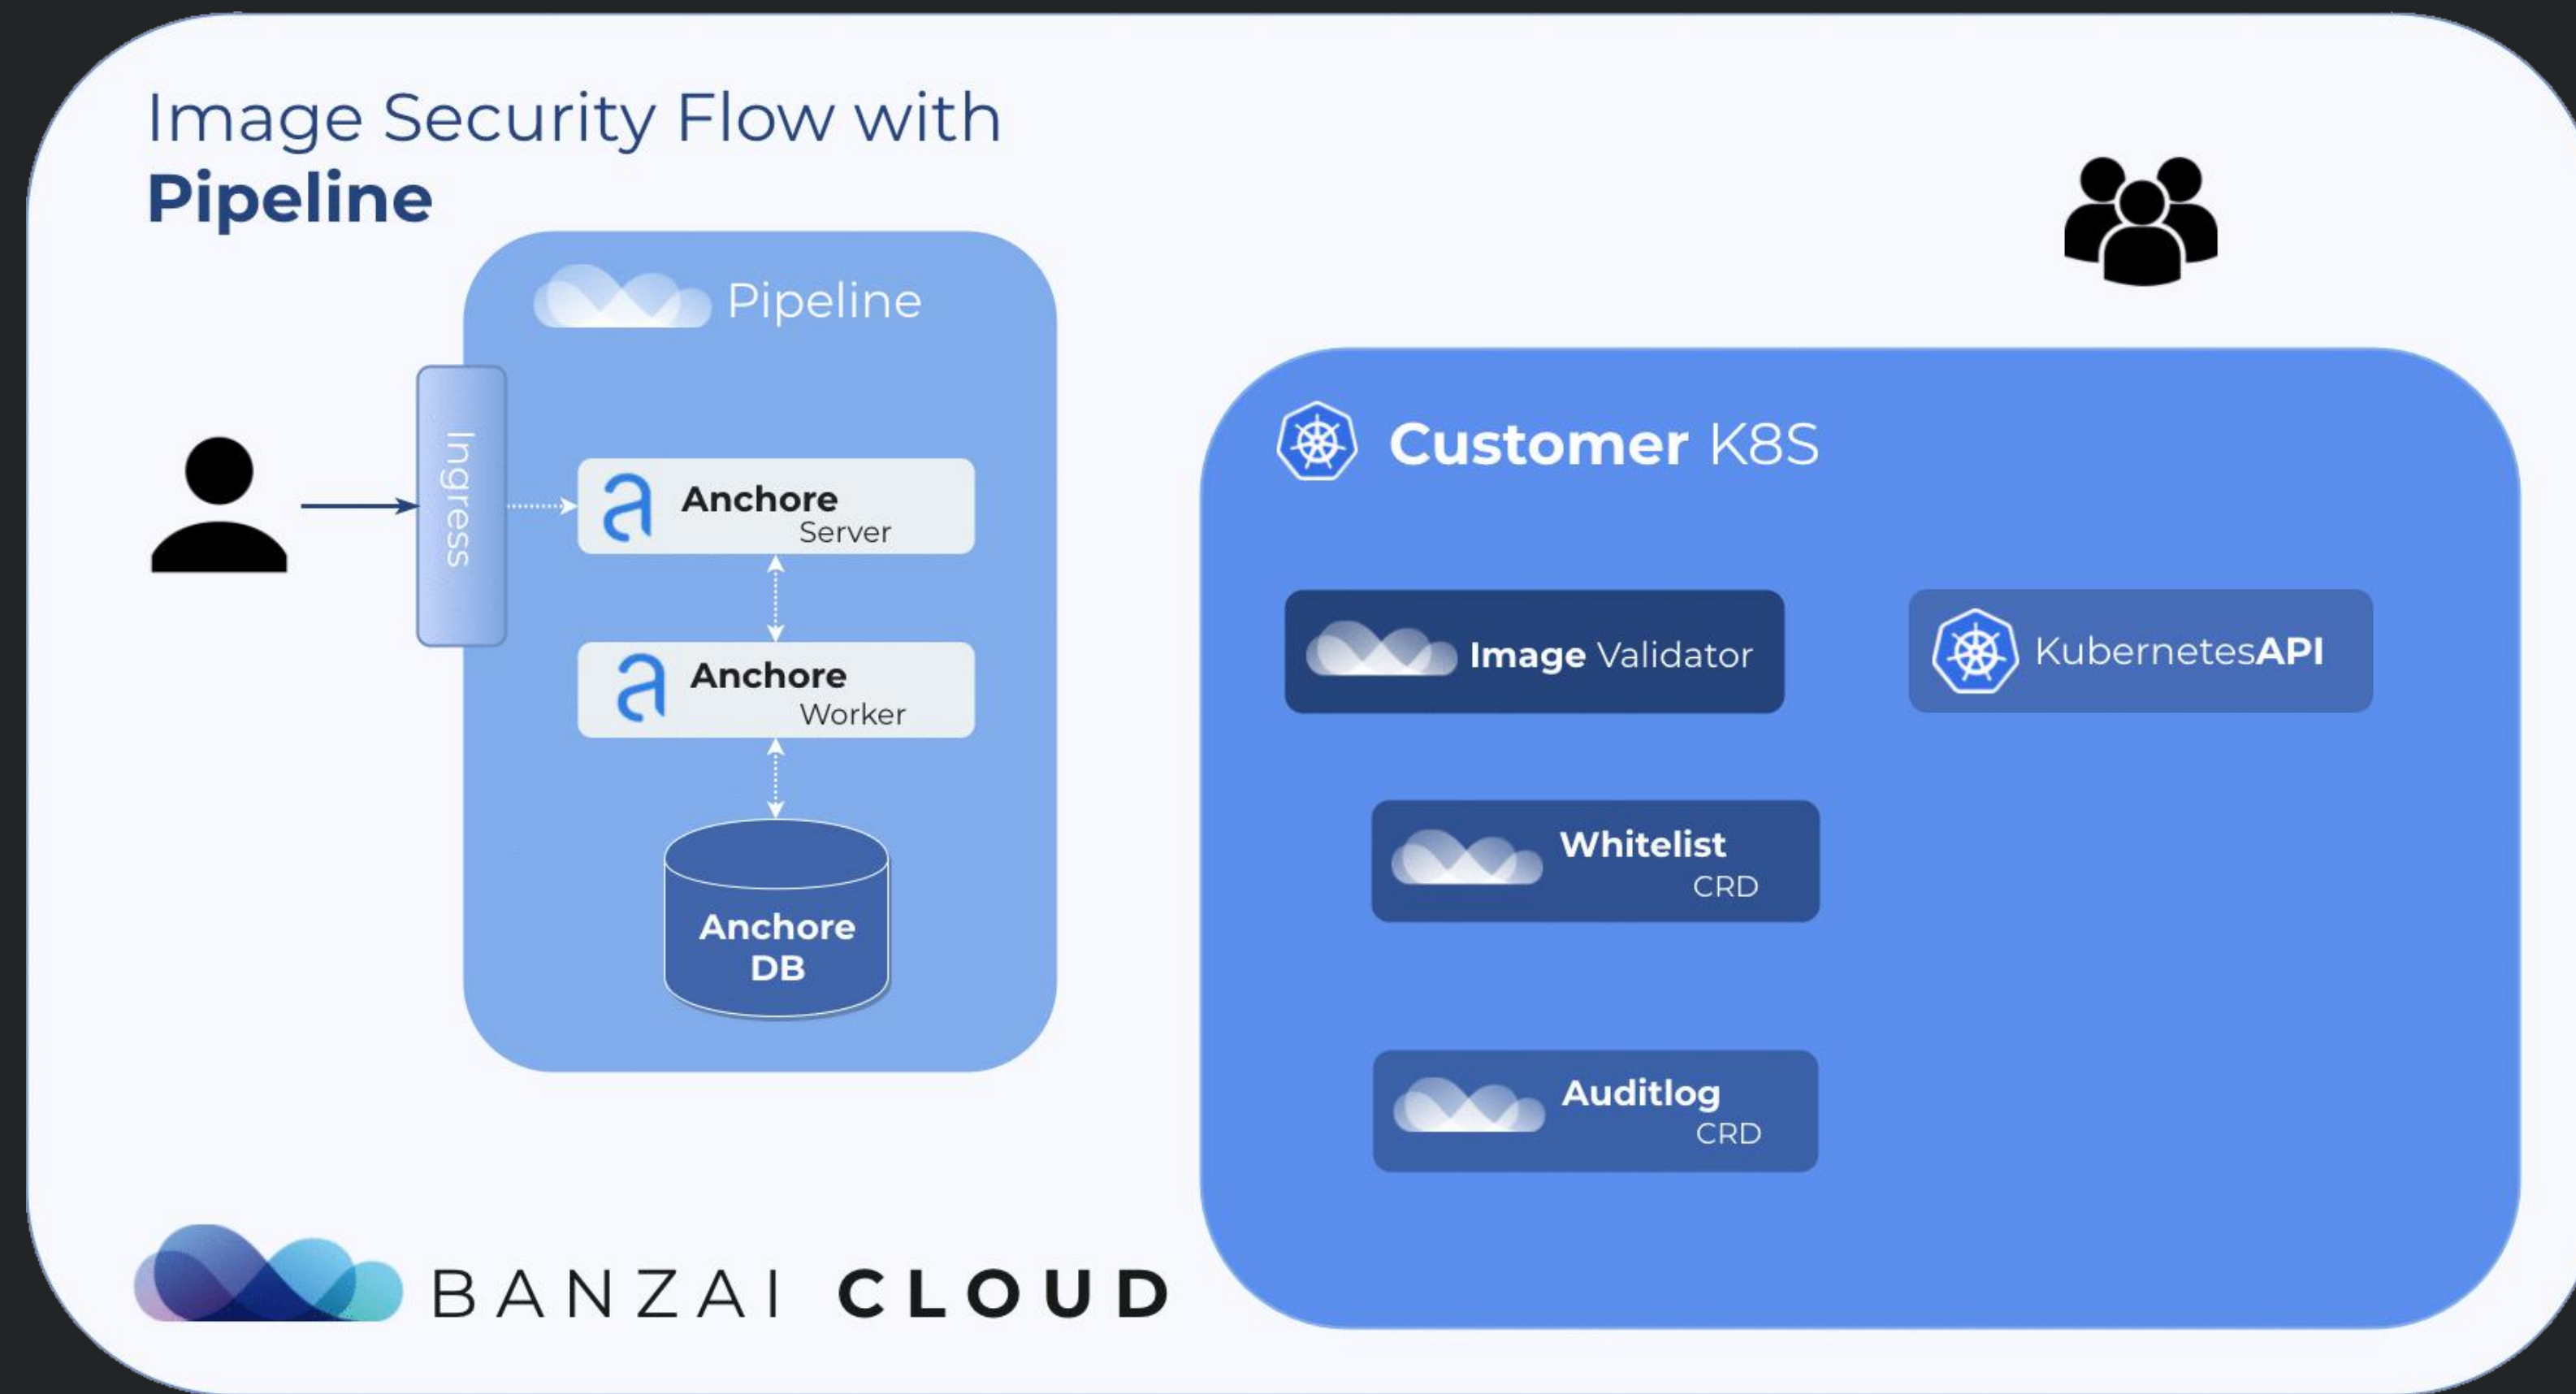 Image Security Flow with
Pipeline
Pipeline
Ingress
Anchore
Server
Anchore
Worker
Anchore
DB
Customer K8S
Image Validator
KubernetesAPI
Whitelist
CRD
Auditlog
CRD
BANZAI CLOUD